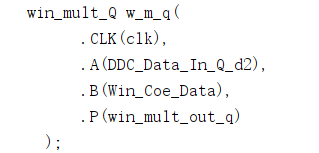 win_mult_Q w_m_q(
.CLK(clk),
.A(DDC_Data_In_Q_d2),
.B(Win_Coe_Data),
.P(win_mult_out_q)
);